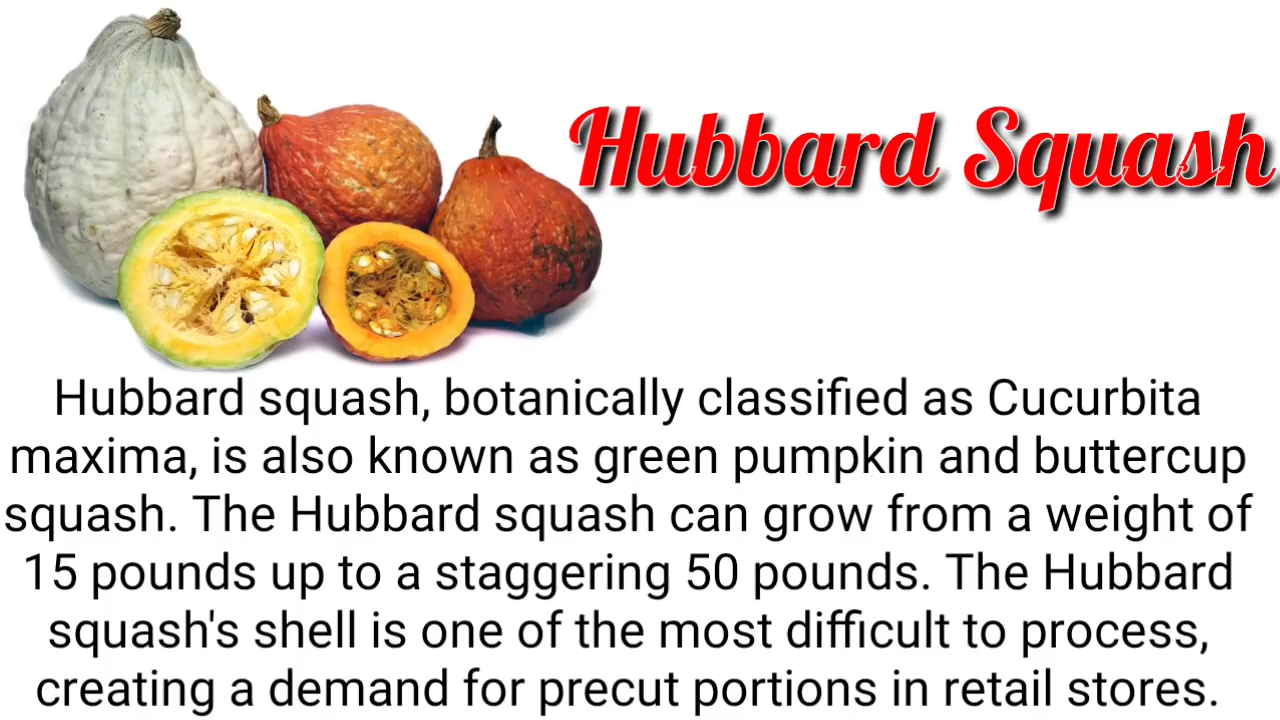 Hubbard Squash
Hubbard squash, botanically classified as Cucurbita
maxima, is also known as green pumpkin and buttercup
squash. The Hubbard squash can grow from a weight of
15 pounds up to a staggering 50 pounds. The Hubbard
squash's shell is one of the most difficult to process,
creating a demand for precut portions in retail stores.